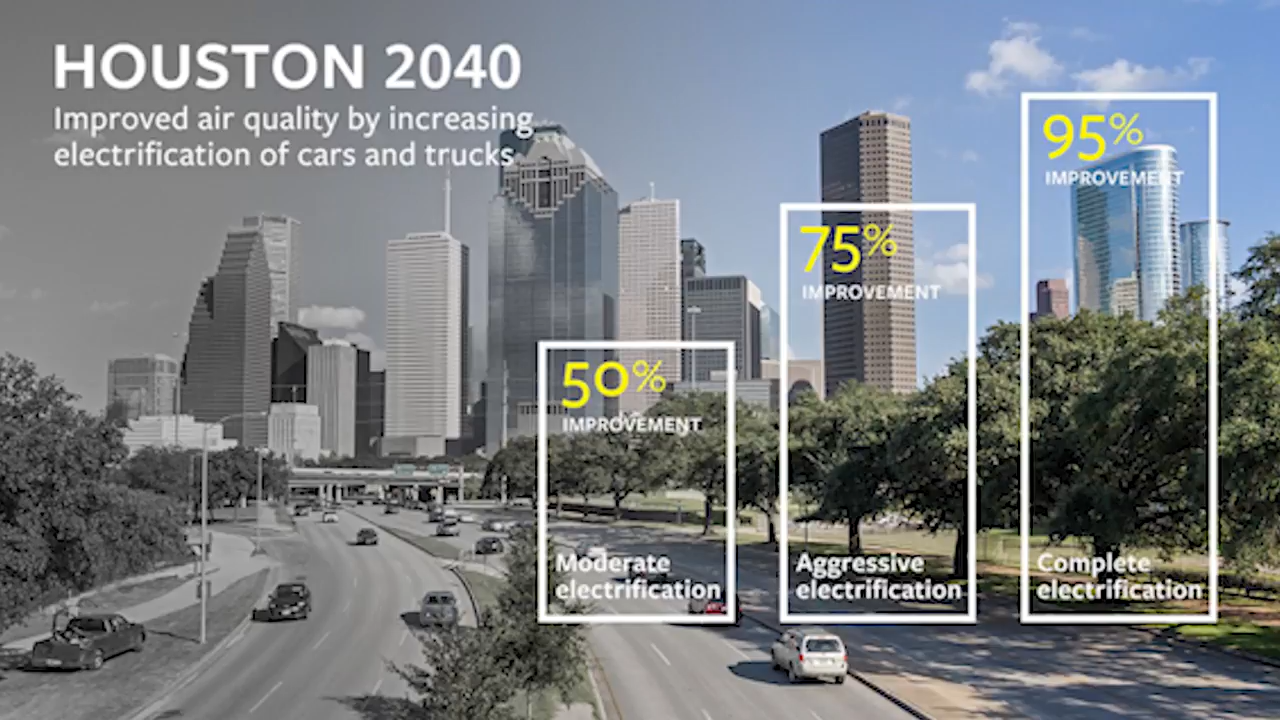 HOUSTON 2040
Improved air quality by increasing
electrification of cars and trucks
50%
IMPROVEMENT
Moderate
electrification
75%
IMPROVEMENT
Aggressive
electrification
95%
IMPROVEMENT
Complete
electrification